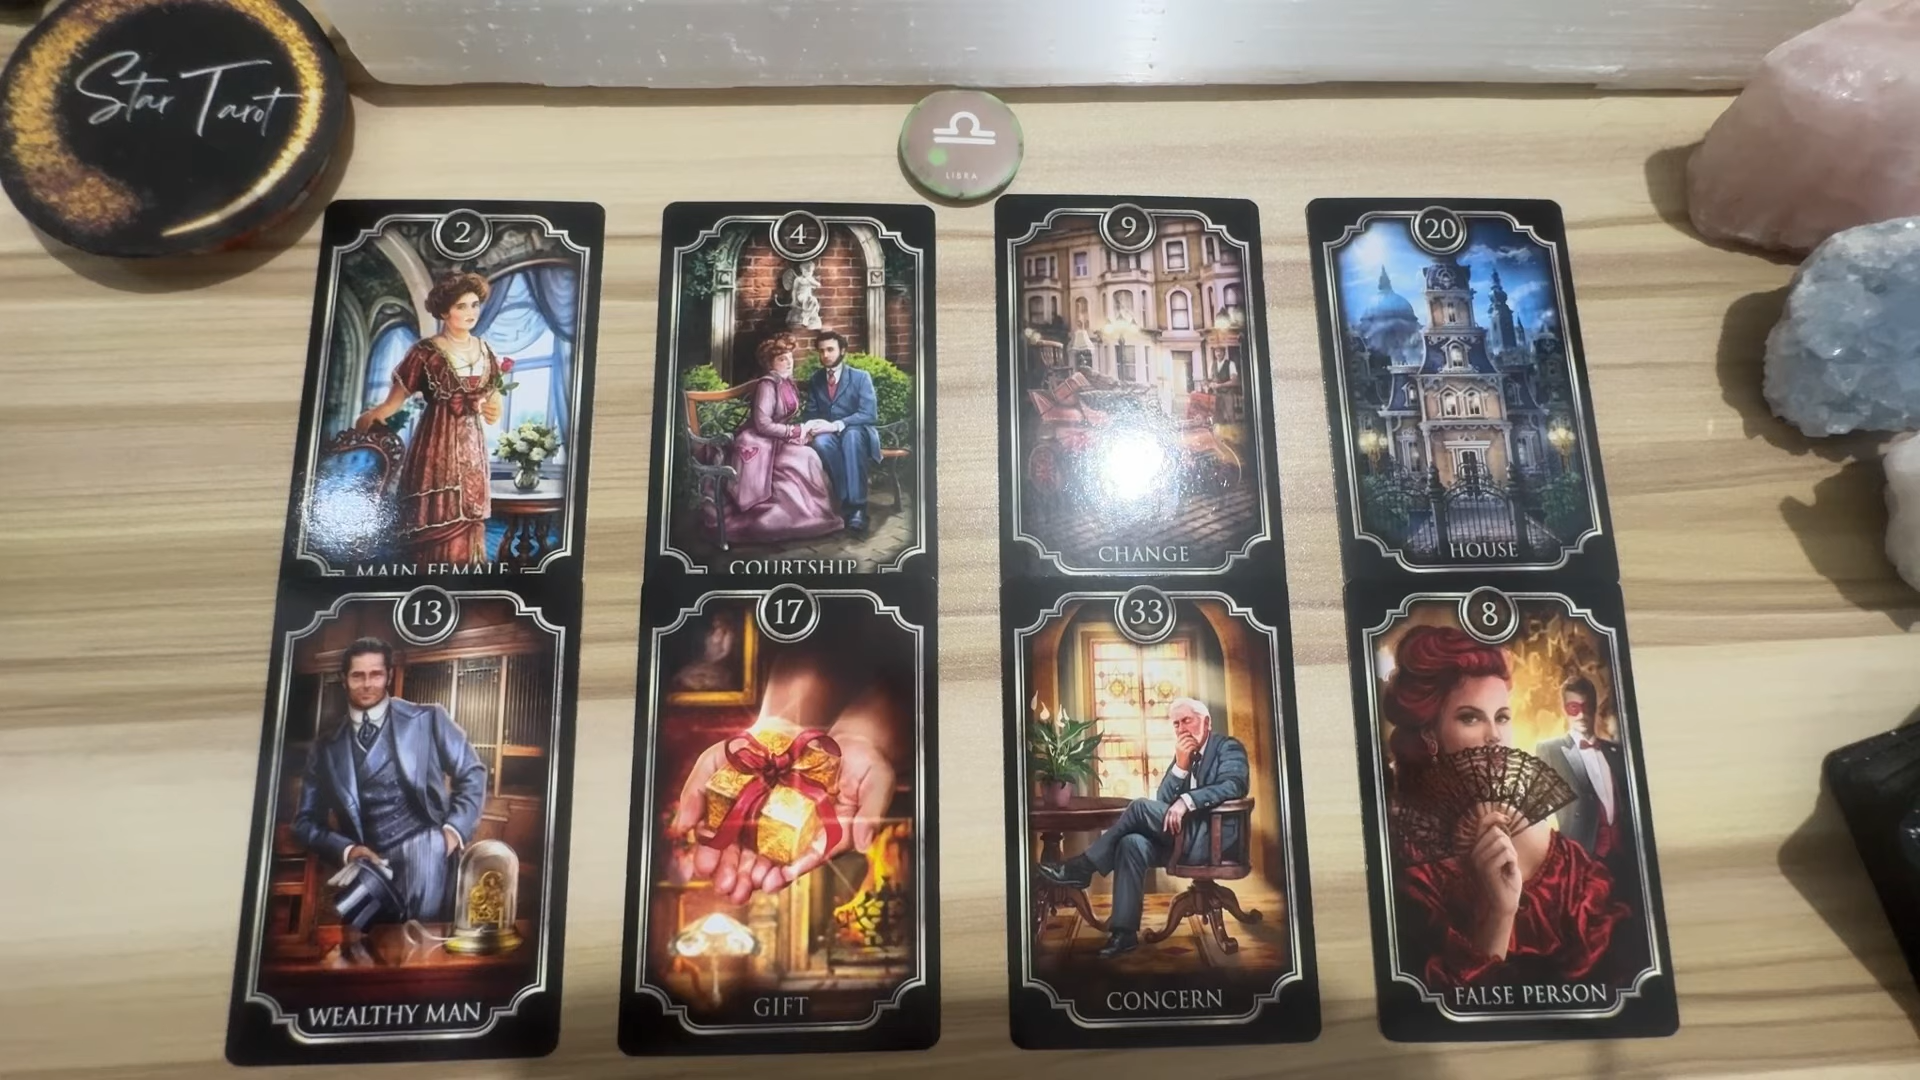 Star Tarot
LIBRA
2
MAIN FEMALE
4
COURTSHIP
9
CHANGE
20
HOUSE
13
WEALTHY MAN
17
GIFT
33
CONCERN
8
FALSE PERSON